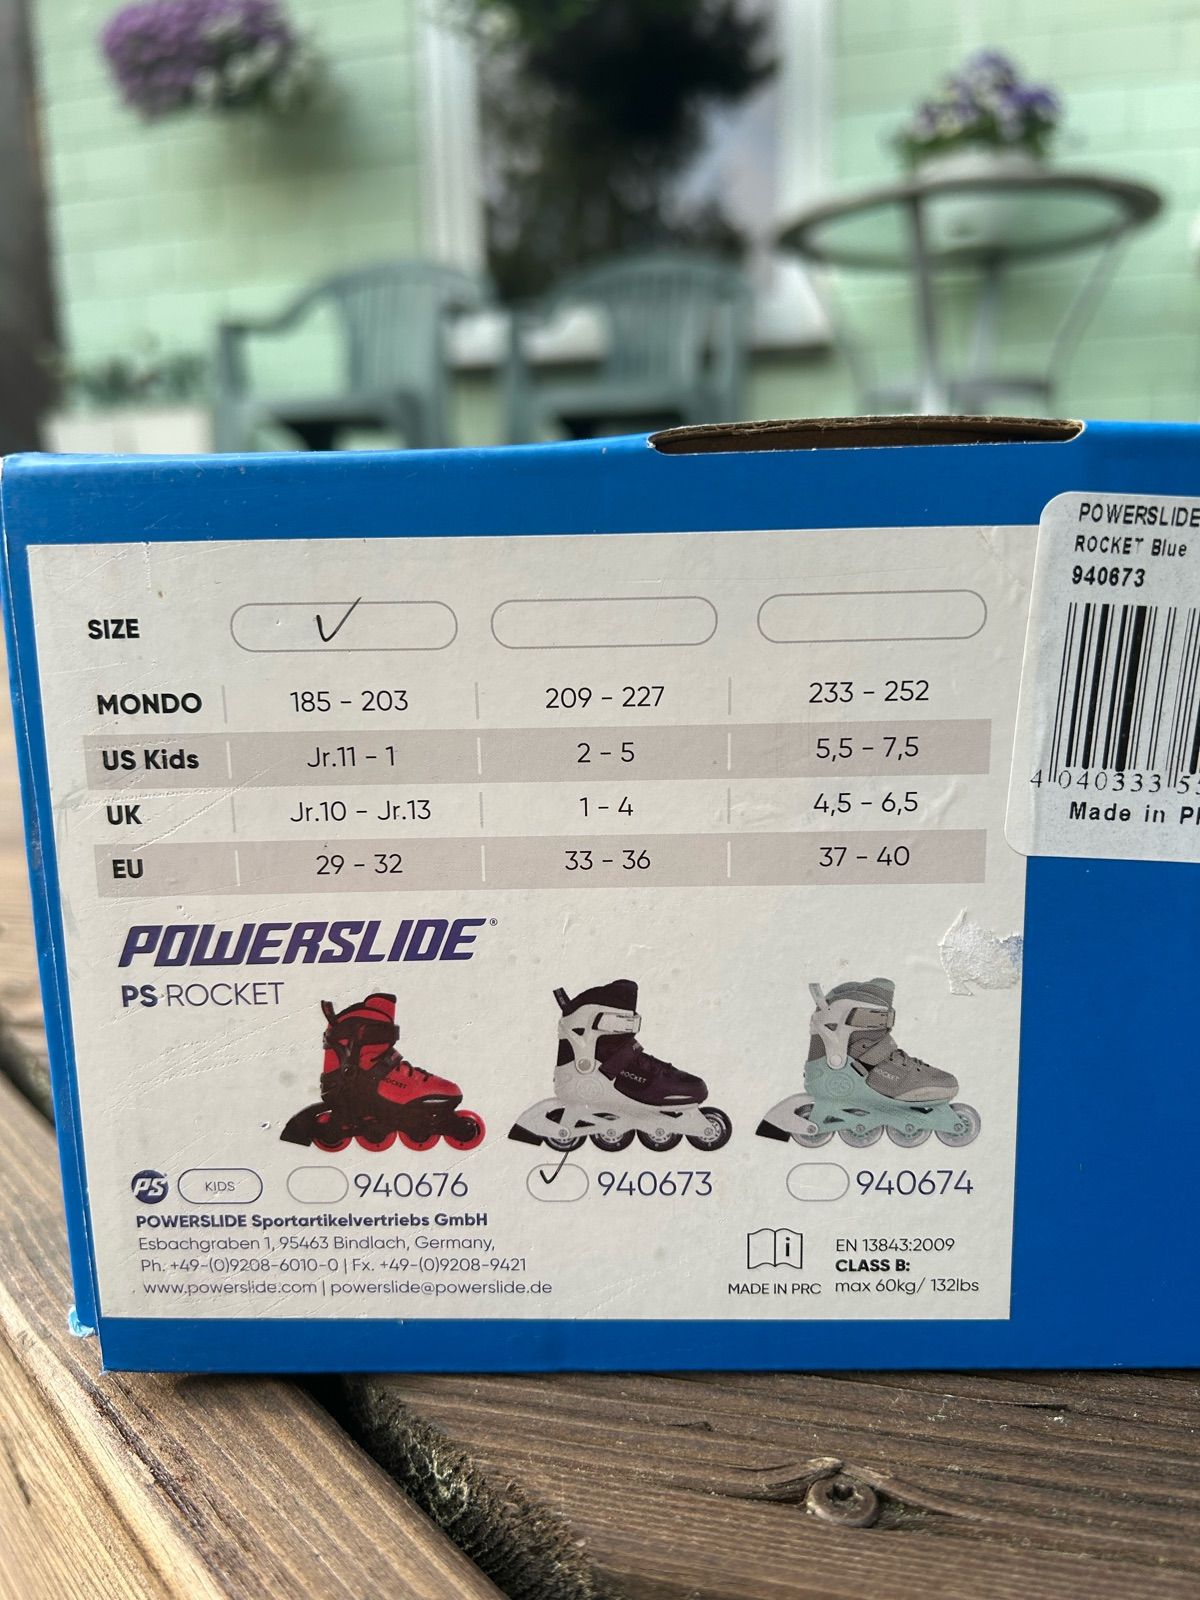 POWERSLIDE
ROCKET Blue
940673
4 040333 5
Made in P
SIZE ✓
MONDO 185 - 203 209 - 227 233 - 252
US Kids Jr.11 - 1 2 - 5 5,5 - 7,5
UK Jr.10 - Jr.13 1 - 4 4,5 - 6,5
EU 29 - 32 33 - 36 37 - 40
POWERSLIDE®
PS ROCKET
ROCKET
ROCKET
ROCKET
PS KIDS 940676 ✓ 940673 940674
POWERSLIDE Sportartikelvertriebs GmbH
Esbachgraben 1, 95463 Bindlach, Germany,
Ph. +49-(0)9208-6010-0 | Fx. +49-(0)9208-9421
www.powerslide.com | powerslide@powerslide.de
i
MADE IN PRC
EN 13843:2009
CLASS B:
max 60kg/ 132lbs